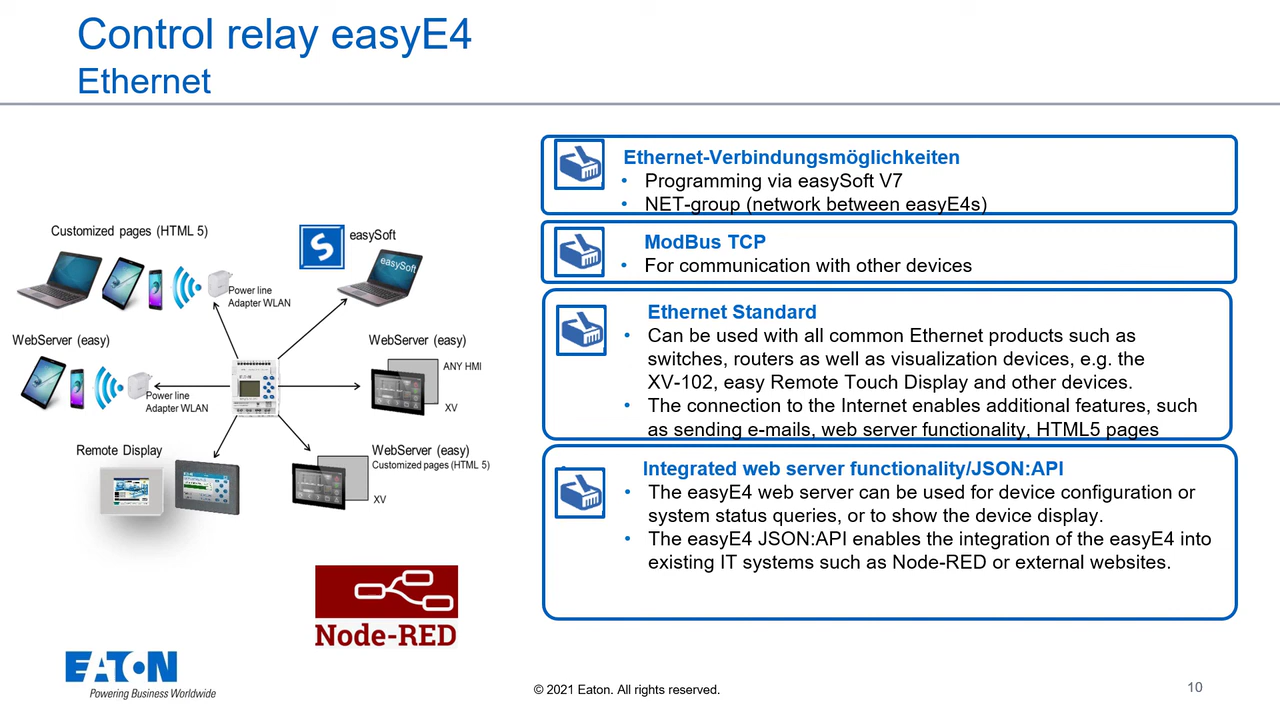 Control relay easyE4
Ethernet
Customized pages (HTML 5)
easySoft
easySoft
Power line
Adapter WLAN
WebServer (easy)
Power line
Adapter WLAN
WebServer (easy)
ANY HMI
XV
Remote Display
WebServer (easy)
Customized pages (HTML 5)
XV
Node-RED
Ethernet-Verbindungsmöglichkeiten
• Programming via easySoft V7
• NET-group (network between easyE4s)
ModBus TCP
• For communication with other devices
Ethernet Standard
• Can be used with all common Ethernet products such as
switches, routers as well as visualization devices, e.g. the
XV-102, easy Remote Touch Display and other devices.
• The connection to the Internet enables additional features, such
as sending e-mails, web server functionality, HTML5 pages
Integrated web server functionality/JSON:API
• The easyE4 web server can be used for device configuration or
system status queries, or to show the device display.
• The easyE4 JSON:API enables the integration of the easyE4 into
existing IT systems such as Node-RED or external websites.
EATON
Powering Business Worldwide
© 2021 Eaton. All rights reserved.
10